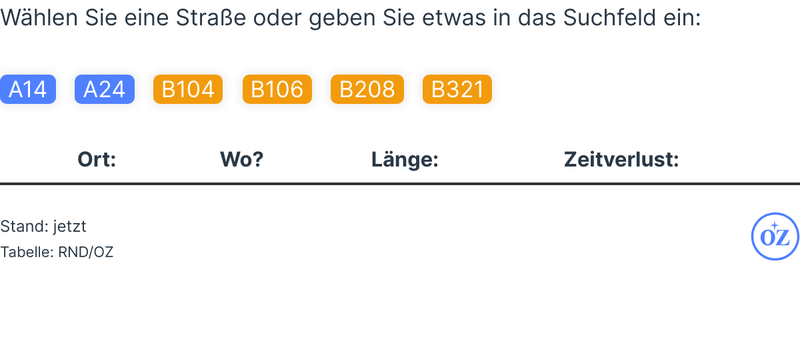 Wählen Sie eine Straße oder geben Sie etwas in das Suchfeld ein:
A14 A24 B104 B106 B208 B321
Ort: Wo? Länge: Zeitverlust:
Stand: jetzt
OZ
Tabelle: RND/OZ